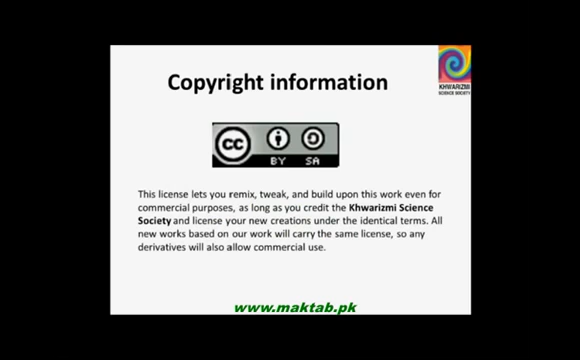 Copyright information
KHWARIZMI
SCIENCE SOCIETY
cc
BY SA
This license lets you remix, tweak, and build upon this work even for
commercial purposes, as long as you credit the Khwarizmi Science
Society and license your new creations under the identical terms. All
new works based on our work will carry the same license, so any
derivatives will also allow commercial use.
www.maktab.pk